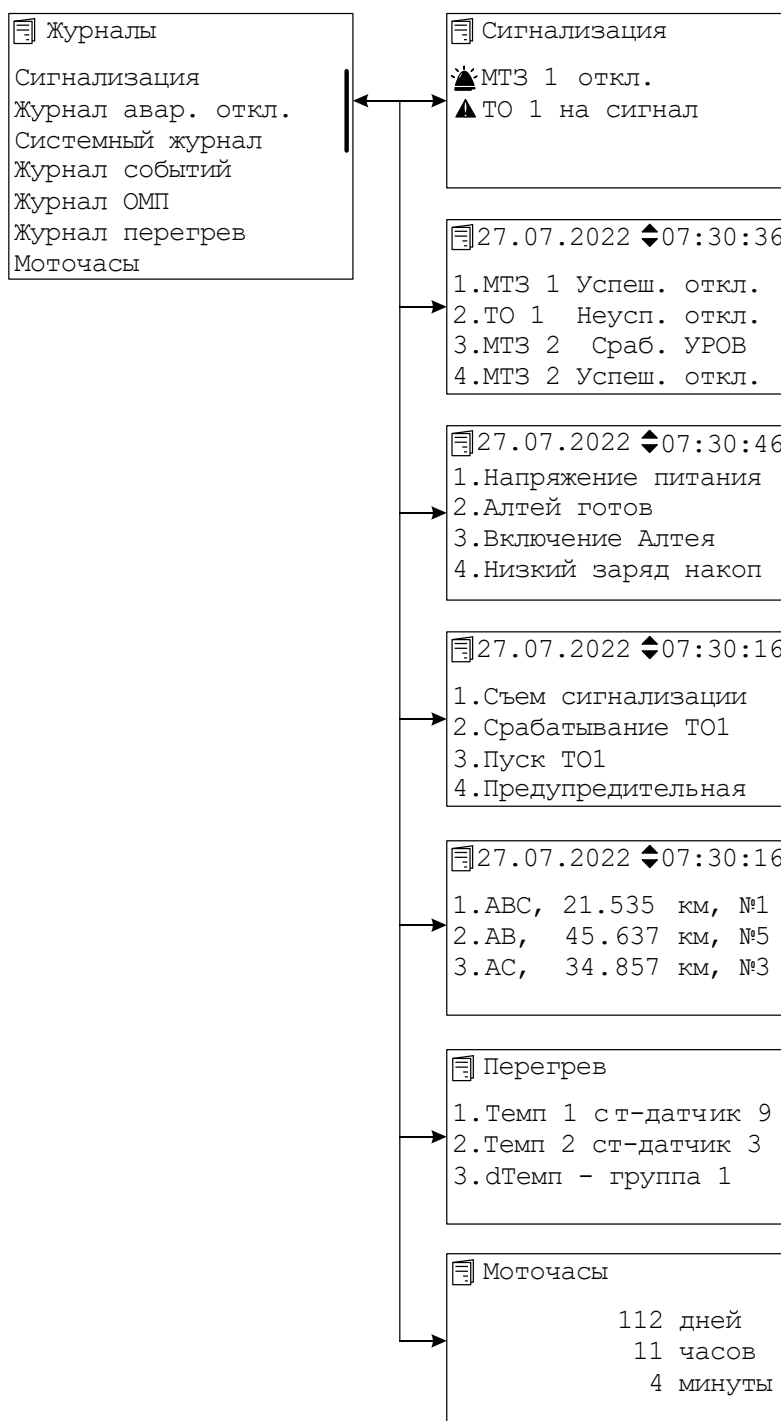 Журналы
Сигнализация
Журнал авар. откл.
Системный журнал
Журнал событий
Журнал ОМП
Журнал перегрев
Моточасы
Сигнализация
МТЗ 1 откл.
ТО 1 на сигнал
27.07.2022 07:30:36
1.МТЗ 1 Успеш. откл.
2.ТО 1 Неусп. откл.
3.МТЗ 2 Сраб. УРОВ
4.МТЗ 2 Успеш. откл.
27.07.2022 07:30:46
1.Напряжение питания
2.Алтей готов
3.Включение Алтея
4.Низкий заряд накоп
27.07.2022 07:30:16
1.Съем сигнализации
2.Срабатывание ТО1
3.Пуск ТО1
4.Предупредительная
27.07.2022 07:30:16
1.АВС, 21.535 км, №1
2.АВ, 45.637 км, №5
3.АС, 34.857 км, №3
Перегрев
1.Темп 1 ст-датчик 9
2.Темп 2 ст-датчик 3
3.dТемп - группа 1
Моточасы
112 дней
11 часов
4 минуты